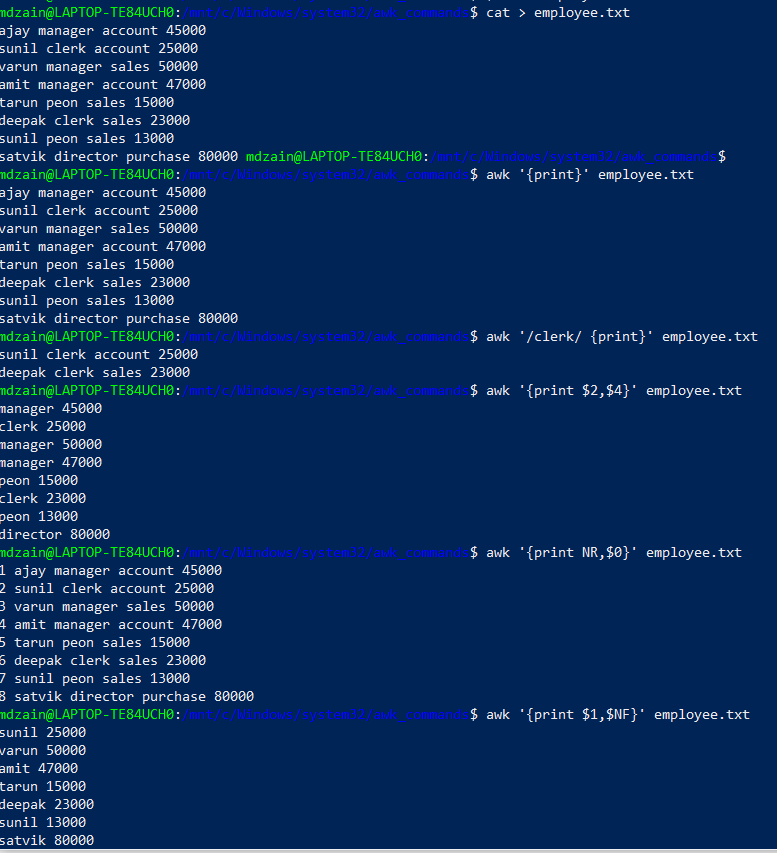 mdzain@LAPTOP-TE84UCH0:/mnt/c/Windows/system32/awk commands$ cat > employee.txt
ajay manager account 45000
sunil clerk account 25000
varun manager sales 50000
amit manager account 47000
tarun peon sales 15000
deepak clerk sales 23000
sunil peon sales 13000
satvik director purchase 80000 mdzain@LAPTOP-TE84UCH0:/mnt/c/Windows/system32/awk commands$
mdzain@LAPTOP-TE84UCH0:/mnt/c/Windows/system32/awk commands$ awk '{print}' employee.txt
ajay manager account 45000
sunil clerk account 25000
varun manager sales 50000
amit manager account 47000
tarun peon sales 15000
deepak clerk sales 23000
sunil peon sales 13000
satvik director purchase 80000
mdzain@LAPTOP-TE84UCH0:/mnt/c/Windows/system32/awk commands$ awk '/clerk/ {print}' employee.txt
sunil clerk account 25000
deepak clerk sales 23000
mdzain@LAPTOP-TE84UCH0:/mnt/c/Windows/system32/awk commands$ awk '{print $2,$4}' employee.txt
manager 45000
clerk 25000
manager 50000
manager 47000
peon 15000
clerk 23000
peon 13000
director 80000
mdzain@LAPTOP-TE84UCH0:/mnt/c/Windows/system32/awk commands$ awk '{print NR,$0}' employee.txt
1 ajay manager account 45000
2 sunil clerk account 25000
3 varun manager sales 50000
4 amit manager account 47000
5 tarun peon sales 15000
6 deepak clerk sales 23000
7 sunil peon sales 13000
8 satvik director purchase 80000
mdzain@LAPTOP-TE84UCH0:/mnt/c/Windows/system32/awk commands$ awk '{print $1,$NF}' employee.txt
sunil 25000
varun 50000
amit 47000
tarun 15000
deepak 23000
sunil 13000
satvik 80000